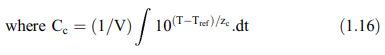 where C_c = (1/V) ∫ 10^{(T−T_ref)/z_c}.dt (1.16)